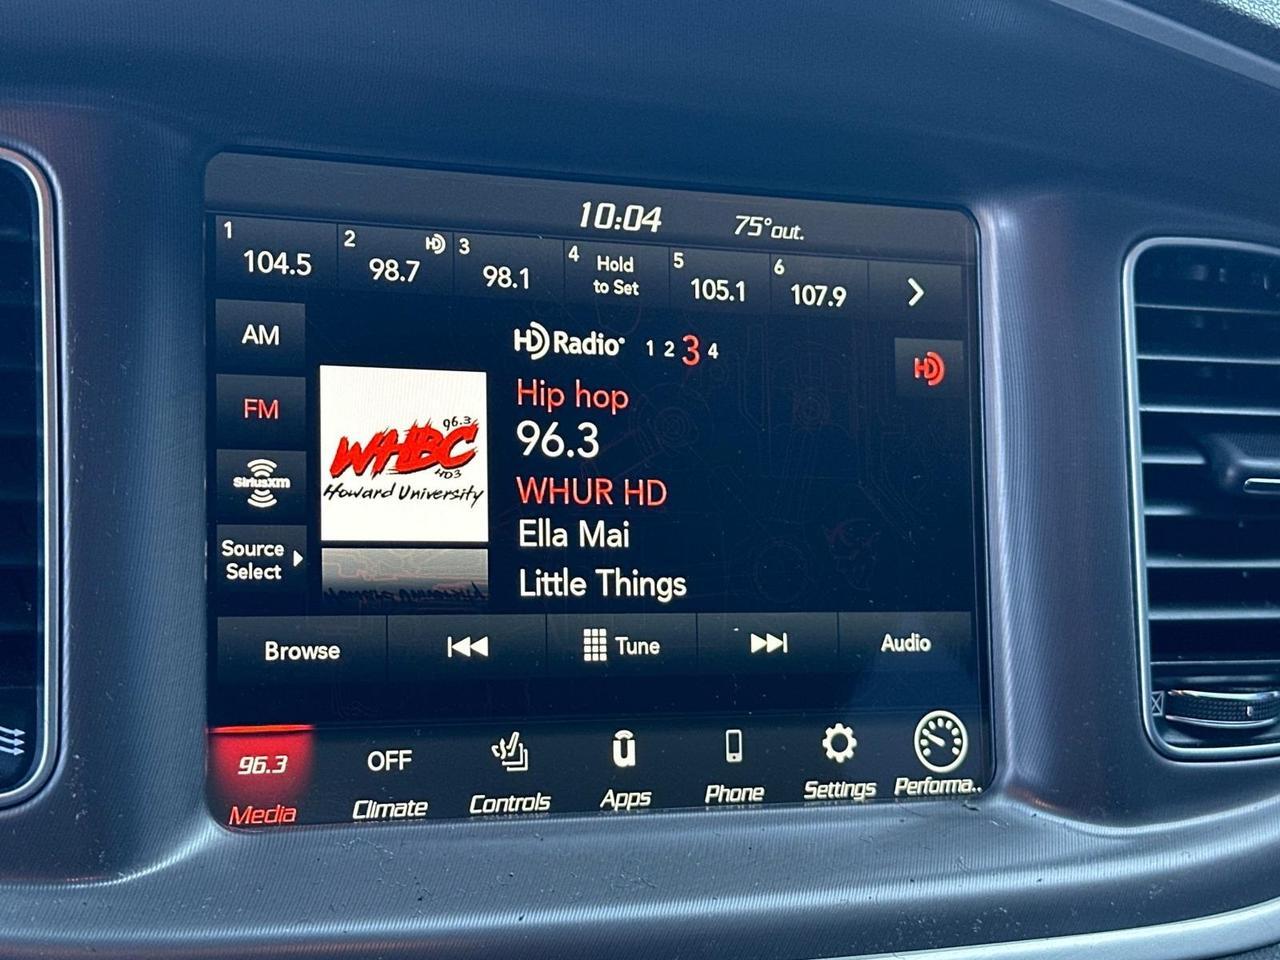 10:04 75°out.
1 104.5
2 98.7 HD
3 98.1
4 Hold to Set
5 105.1
6 107.9
AM
FM
SiriusXM
Source
Select
HD Radio 1 2 3 4
HD
Hip hop
96.3
WHUR HD
Ella Mai
Little Things
96.3
WHBC
HD3
Howard University
Browse
Tune
Audio
96.3 Media
OFF Climate
Controls
Apps
Phone
Settings
Performa..